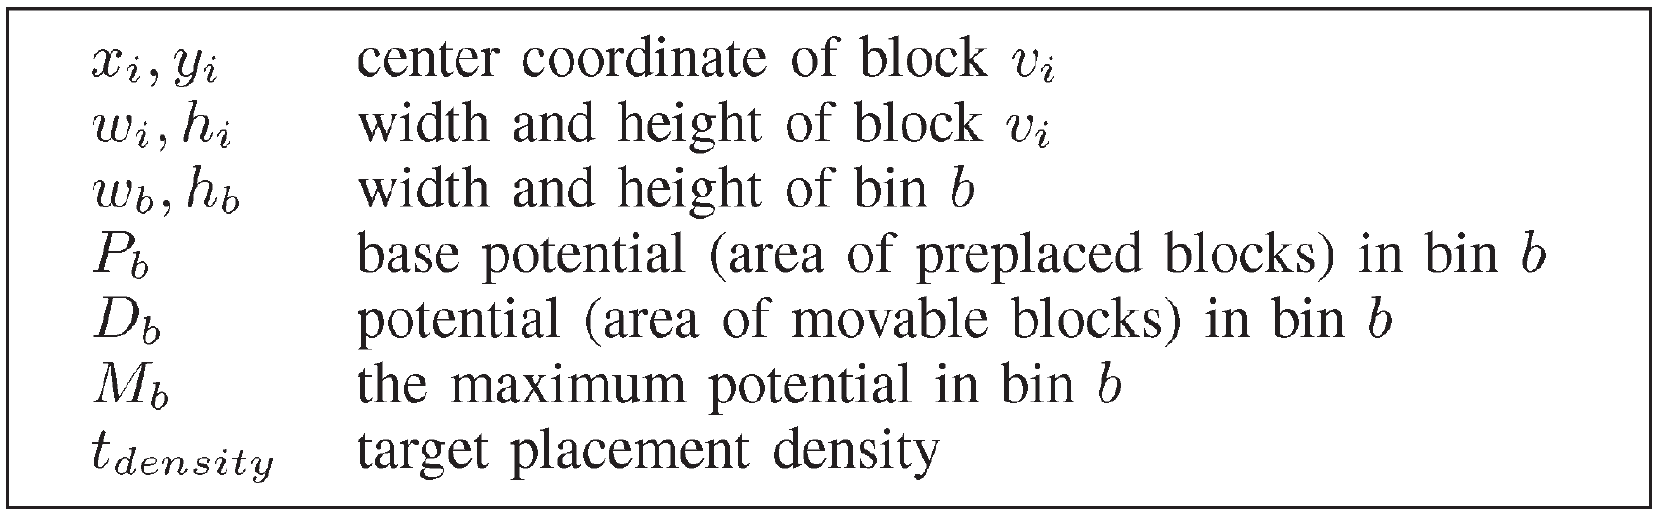 x_i, y_i center coordinate of block v_i
w_i, h_i width and height of block v_i
w_b, h_b width and height of bin b
P_b base potential (area of preplaced blocks) in bin b
D_b potential (area of movable blocks) in bin b
M_b the maximum potential in bin b
t_density target placement density